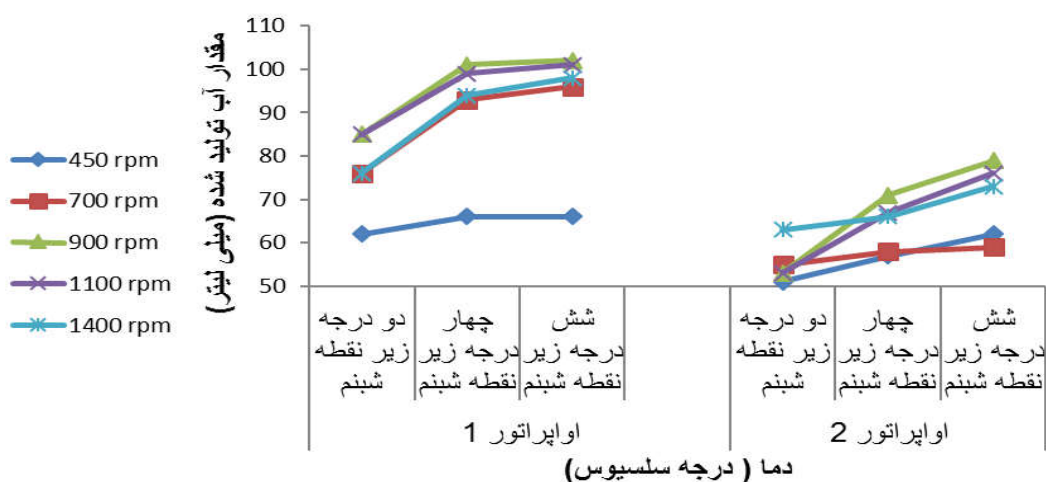 110
100
90
80
70
60
50
مقدار آب تولید شده (میلی لیتر)
450 rpm
700 rpm
900 rpm
1100 rpm
1400 rpm
دو درجه
زیر نقطه
شبنم
چهار
درجه زیر
نقطه شبنم
شش
درجه زیر
نقطه شبنم
دو درجه
زیر نقطه
شبنم
چهار
درجه زیر
نقطه شبنم
شش
درجه زیر
نقطه شبنم
اواپراتور 1
اواپراتور 2
دما ( درجه سلسیوس)